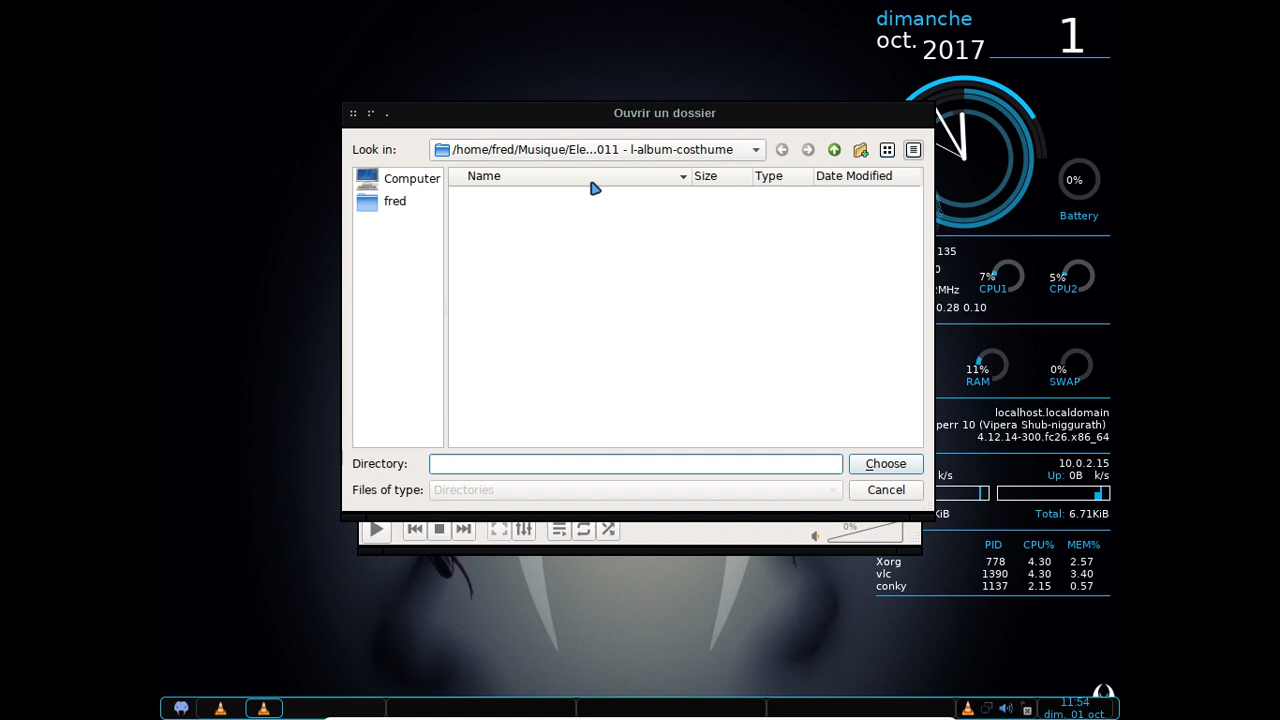 dimanche
oct. 2017 1
Ouvrir un dossier
Look in: /home/fred/Musique/Ele...011 - l-album-costhume
Computer
fred
Name Size Type Date Modified
Directory: Choose
Files of type: Directories Cancel
0%
Battery
135
0
7% 5%
MHz CPU1 CPU2
0.28 0.10
11% 0%
RAM SWAP
localhost.localdomain
perr 10 (Vipera Shub-niggurath)
4.12.14-300.fc26.x86_64
10.0.2.15
k/s Up: 0B k/s
KiB Total: 6.71KiB
0%
PID CPU% MEM%
Xorg 778 4.30 2.57
vlc 1390 4.30 3.40
conky 1137 2.15 0.57
11:54
dim. 01 oct.